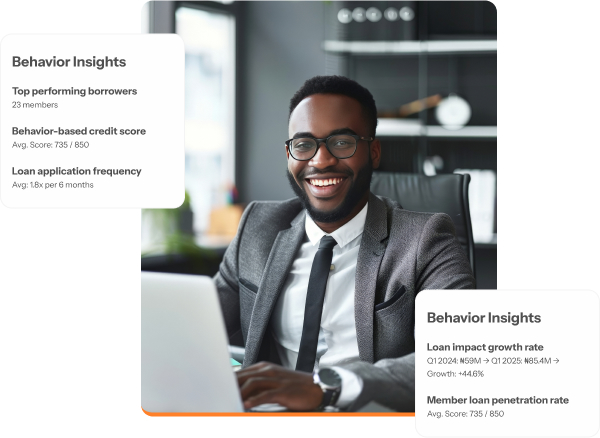 Behavior Insights
Top performing borrowers
23 members
Behavior-based credit score
Avg. Score: 735 / 850
Loan application frequency
Avg: 1.8x per 6 months
Behavior Insights
Loan impact growth rate
Q1 2024: ₦59M → Q1 2025: ₦85.4M →
Growth: +44.6%
Member loan penetration rate
Avg. Score: 735 / 850